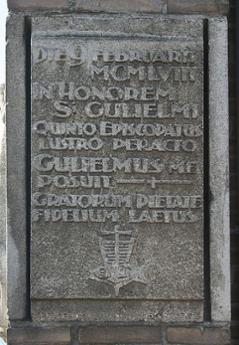 DIE 9 FEBRUARII
MCMLVIII
IN HONOREM
S. GULIELMI
QUINTO EPISCOPATUS
LUSTRO PERACTO
GULIELMUS ME
POSUIT
GRATORUM PIETATE
FIDELIUM LAETUS